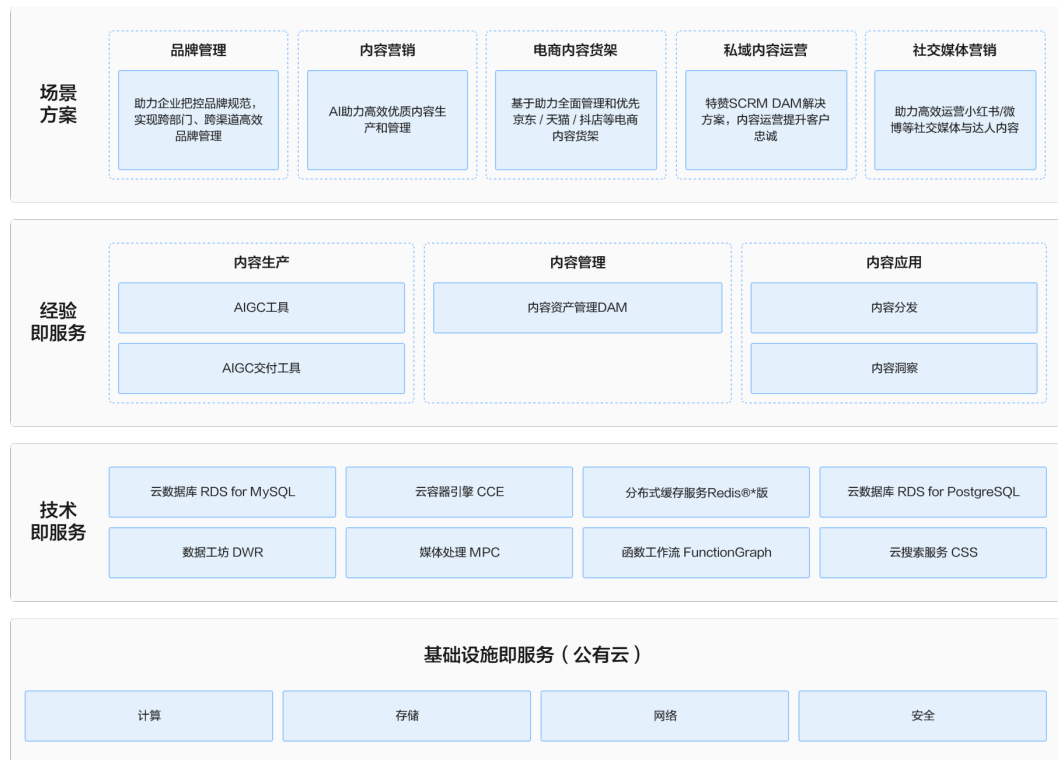 场景
方案
品牌管理
助力企业把控品牌规范，
实现跨部门、跨渠道高效
品牌管理
内容营销
AI助力高效优质内容生
产和管理
电商内容货架
基于助力全面管理和优先
京东 / 天猫 / 抖店等电商
内容货架
私域内容运营
特赞SCRM DAM解决
方案，内容运营提升客户
忠诚
社交媒体营销
助力高效运营小红书/微
博等社交媒体与达人内容
经验
即服务
内容生产
AIGC工具
AIGC交付工具
内容管理
内容资产管理DAM
内容应用
内容分发
内容洞察
技术
即服务
云数据库 RDS for MySQL
云容器引擎 CCE
分布式缓存服务Redis®*版
云数据库 RDS for PostgreSQL
数据工坊 DWR
媒体处理 MPC
函数工作流 FunctionGraph
云搜索服务 CSS
基础设施即服务（公有云）
计算
存储
网络
安全